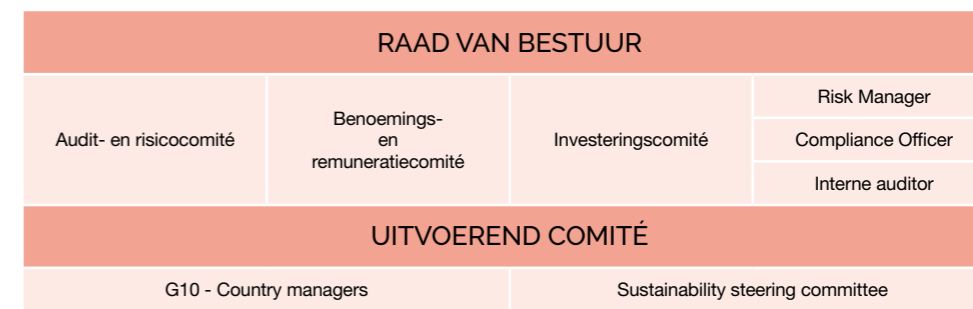 RAAD VAN BESTUUR
Audit- en risicocomité
Benoemings-
en
remuneratiecomité
Investeringscomité
Risk Manager
Compliance Officer
Interne auditor
UITVOEREND COMITÉ
G10 - Country managers
Sustainability steering committee